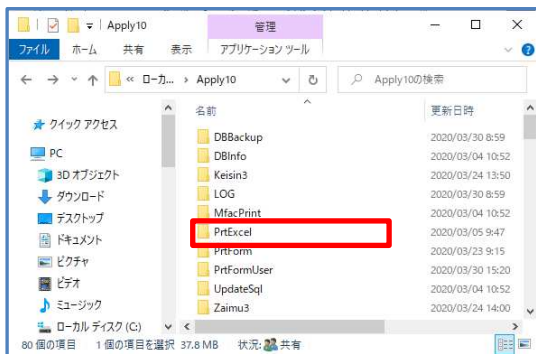 Apply10
管理
ファイル ホーム 共有 表示 アプリケーション ツール
« ローカ... › Apply10
Apply10の検索
名前 更新日時
クイック アクセス
PC
3D オブジェクト
ダウンロード
デスクトップ
ドキュメント
ピクチャ
ビデオ
ミュージック
ローカル ディスク (C:)
DBBackup 2020/03/30 8:59
DBInfo 2020/03/04 10:52
Keisin3 2020/03/24 13:50
LOG 2020/03/30 8:59
MfacPrint 2020/03/04 10:52
PrtExcel 2020/03/05 9:47
PrtForm 2020/03/23 9:15
PrtFormUser 2020/03/30 15:20
UpdateSql 2020/03/04 10:52
Zaimu3 2020/03/24 14:00
80 個の項目 1 個の項目を選択 37.8 MB 状況: 共有